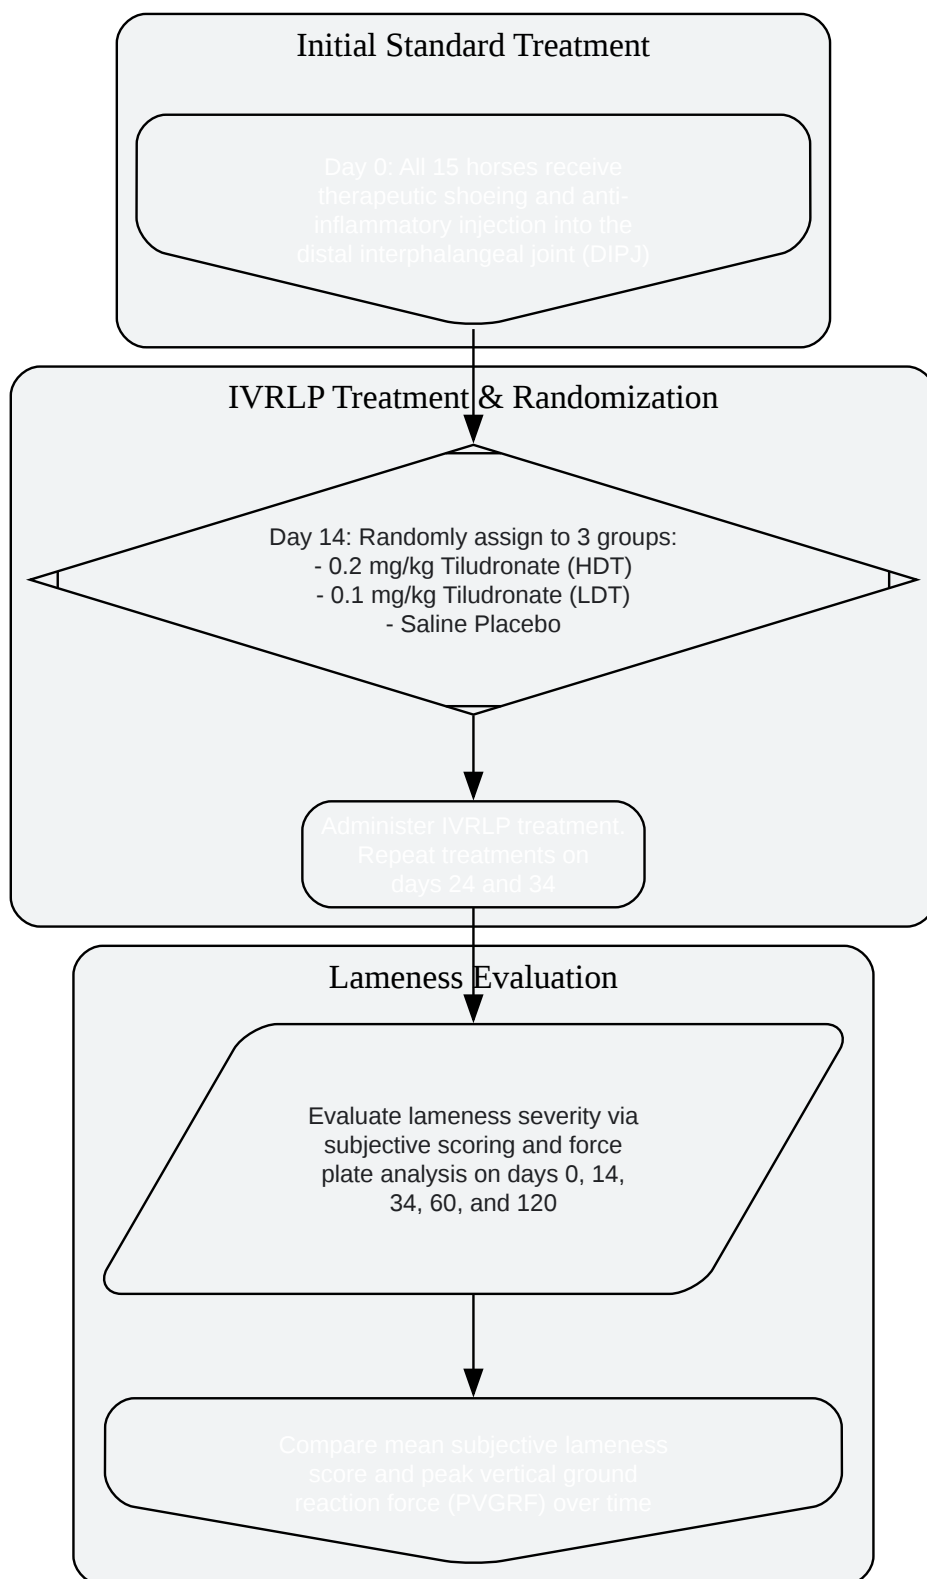 Initial Standard Treatment
Day 0: All 15 horses receive
therapeutic shoeing and anti-
inflammatory injection into the
distal interphalangeal joint (DIPJ)
IVRLP Treatment & Randomization
Day 14: Randomly assign to 3 groups:
- 0.2 mg/kg Tiludronate (HDT)
- 0.1 mg/kg Tiludronate (LDT)
- Saline Placebo
Administer IVRLP treatment.
Repeat treatments on
days 24 and 34
Lameness Evaluation
Evaluate lameness severity via
subjective scoring and force
plate analysis on days 0, 14,
34, 60, and 120
Compare mean subjective lameness
score and peak vertical ground
reaction force (PVGRF) over time